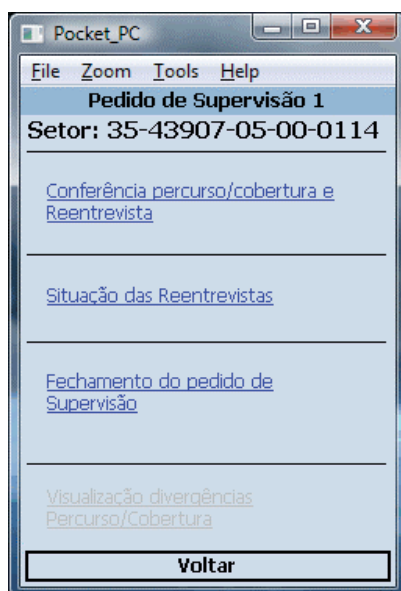 Pocket_PC
File Zoom Tools Help
Pedido de Supervisão 1
Setor: 35-43907-05-00-0114
Conferência percurso/cobertura e
Reentrevista
Situação das Reentrevistas
Fechamento do pedido de
Supervisão
Visualização divergências
Percurso/Cobertura
Voltar